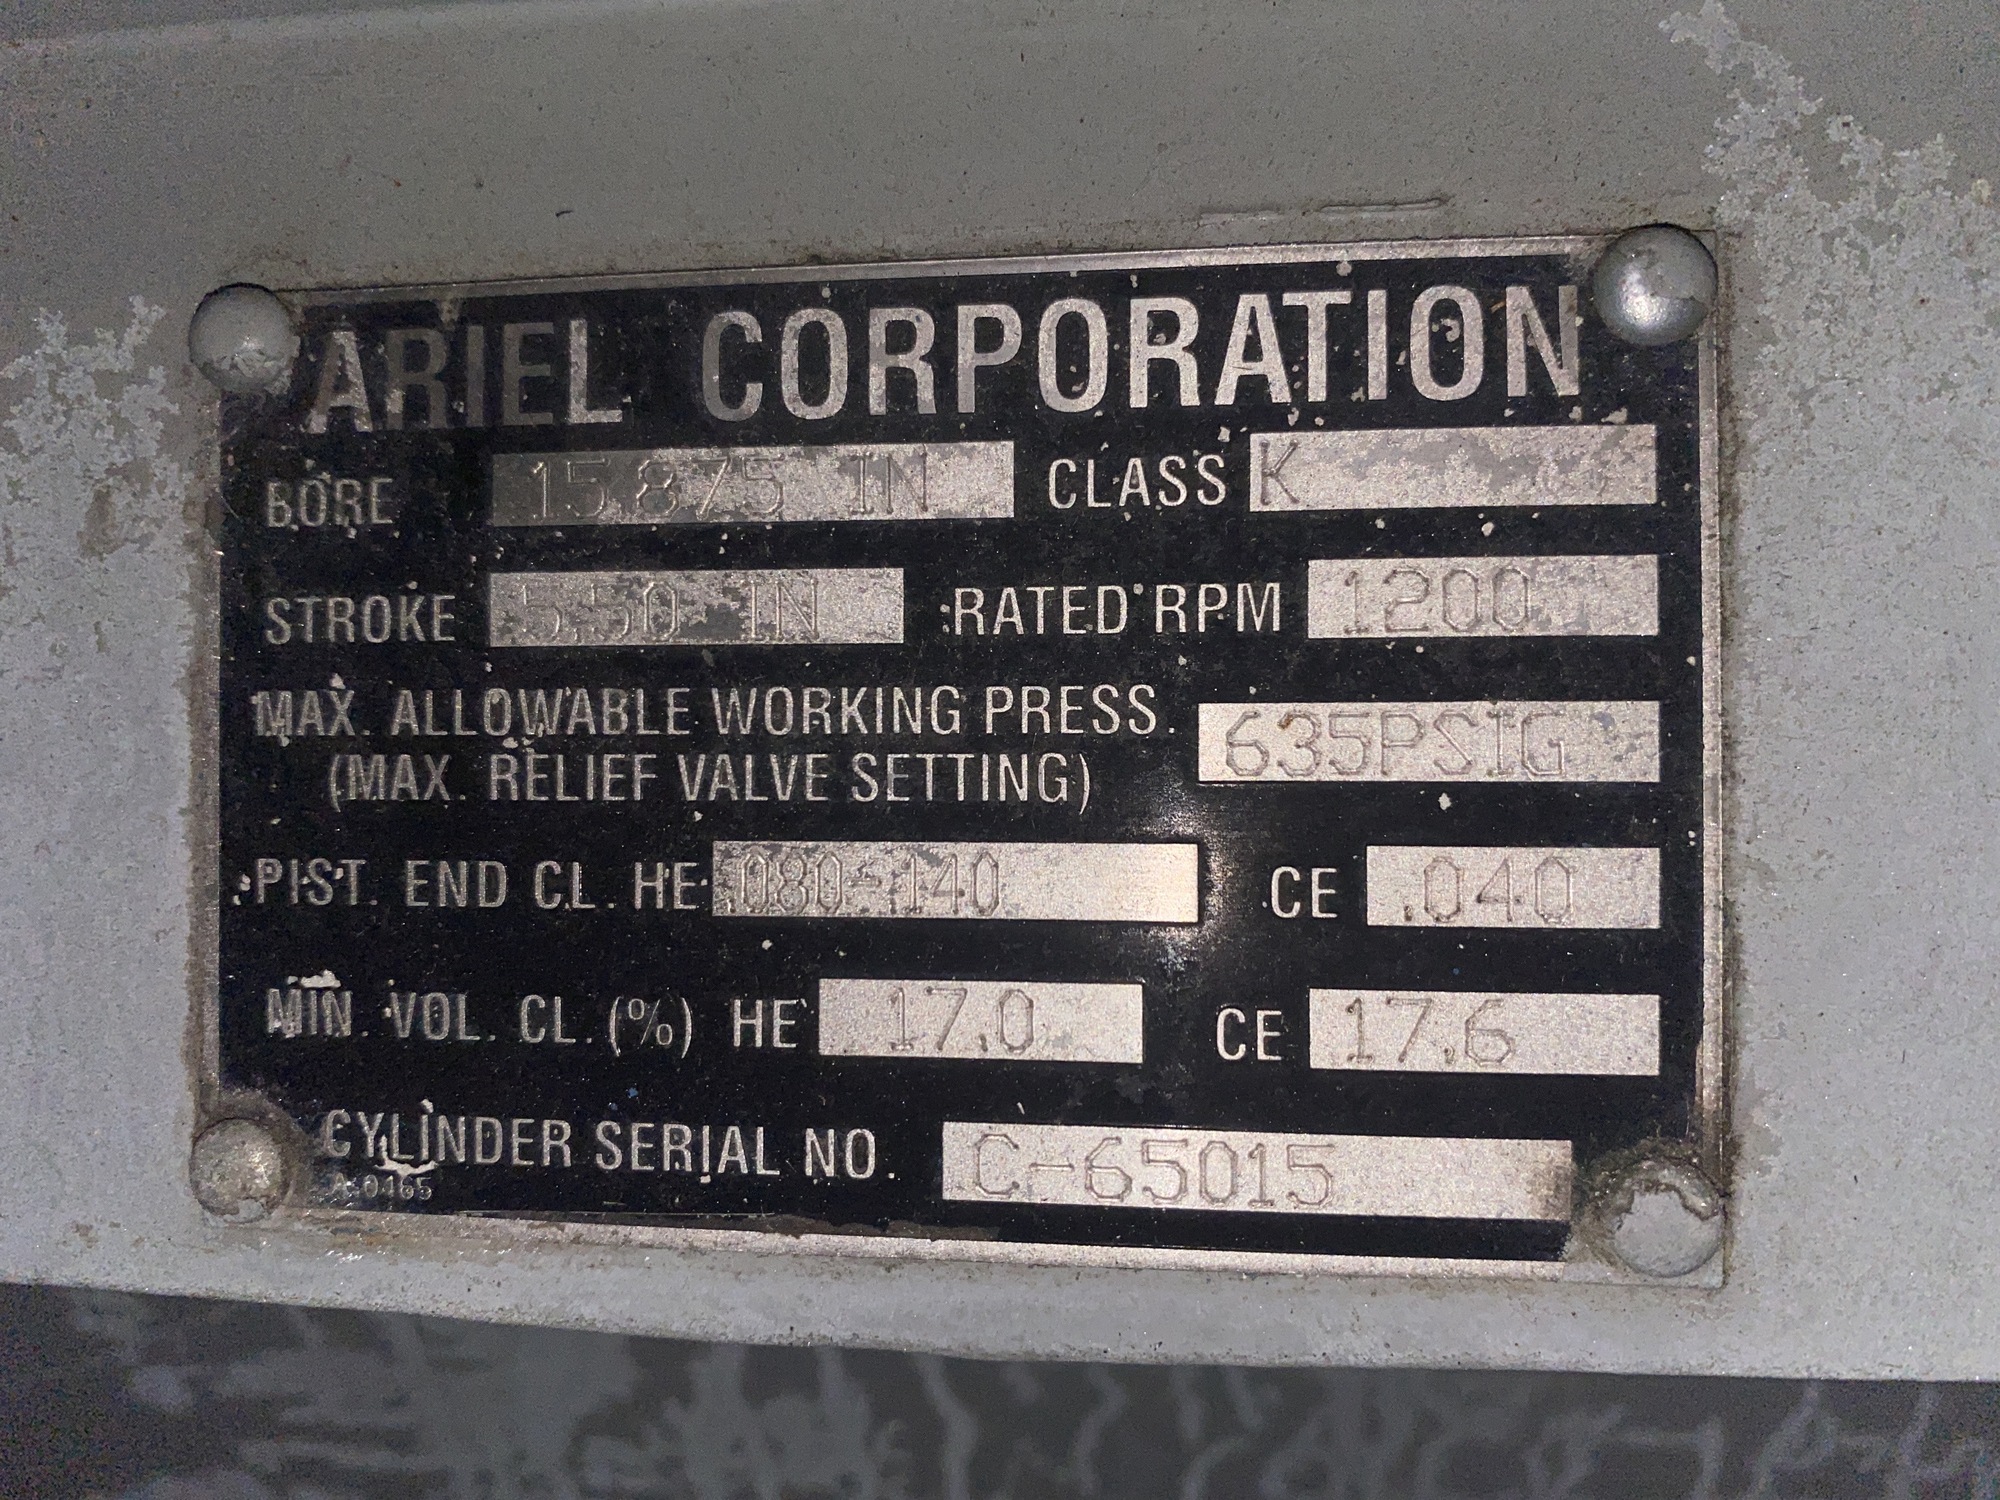 ARIEL CORPORATION
BORE 15.875 IN CLASS K
STROKE 5.50 IN RATED RPM 1200
MAX. ALLOWABLE WORKING PRESS. 635PSIG
(MAX. RELIEF VALVE SETTING)
PIST. END CL. HE .080-.140 CE .040
MIN. VOL. CL. (%) HE 17.0 CE 17.6
CYLINDER SERIAL NO. C-65015
A-0165